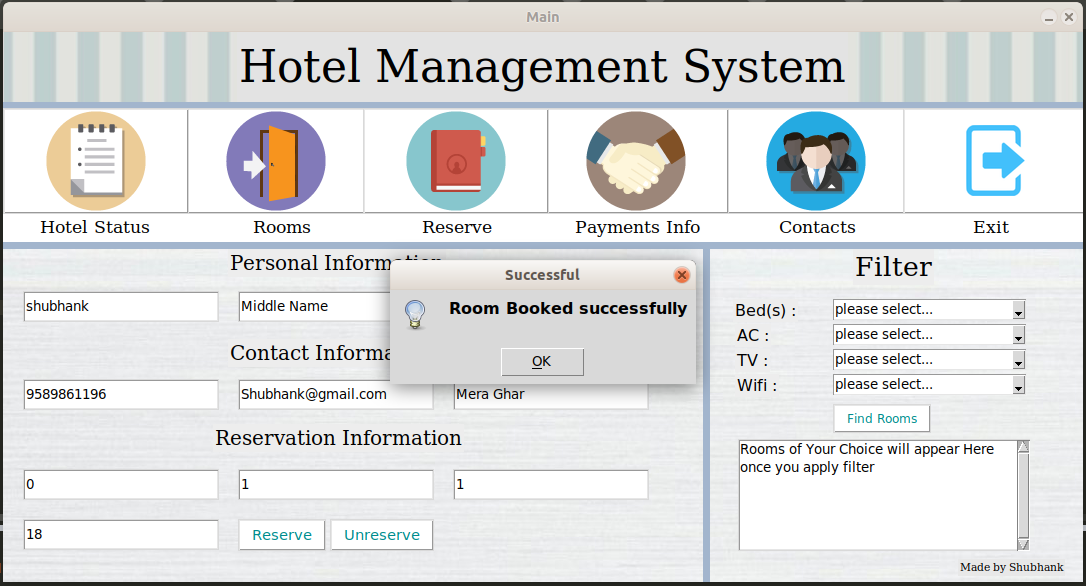 Main
Hotel Management System
Hotel Status
Rooms
Reserve
Payments Info
Contacts
Exit
Personal Information
shubhank
Middle Name
Successful
Room Booked successfully
OK
Contact Informa
9589861196
Shubhank@gmail.com
Mera Ghar
Reservation Information
0
1
1
18
Reserve
Unreserve
Filter
Bed(s) :
please select...
AC :
please select...
TV :
please select...
Wifi :
please select...
Find Rooms
Rooms of Your Choice will appear Here
once you apply filter
Made by Shubhank